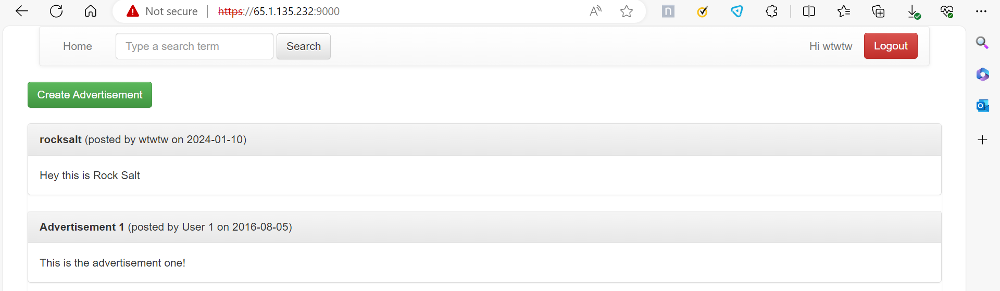 Not secure | https://65.1.135.232:9000
Home Type a search term Search Hi wtwtw Logout
Create Advertisement
rocksalt (posted by wtwtw on 2024-01-10)
Hey this is Rock Salt
Advertisement 1 (posted by User 1 on 2016-08-05)
This is the advertisement one!